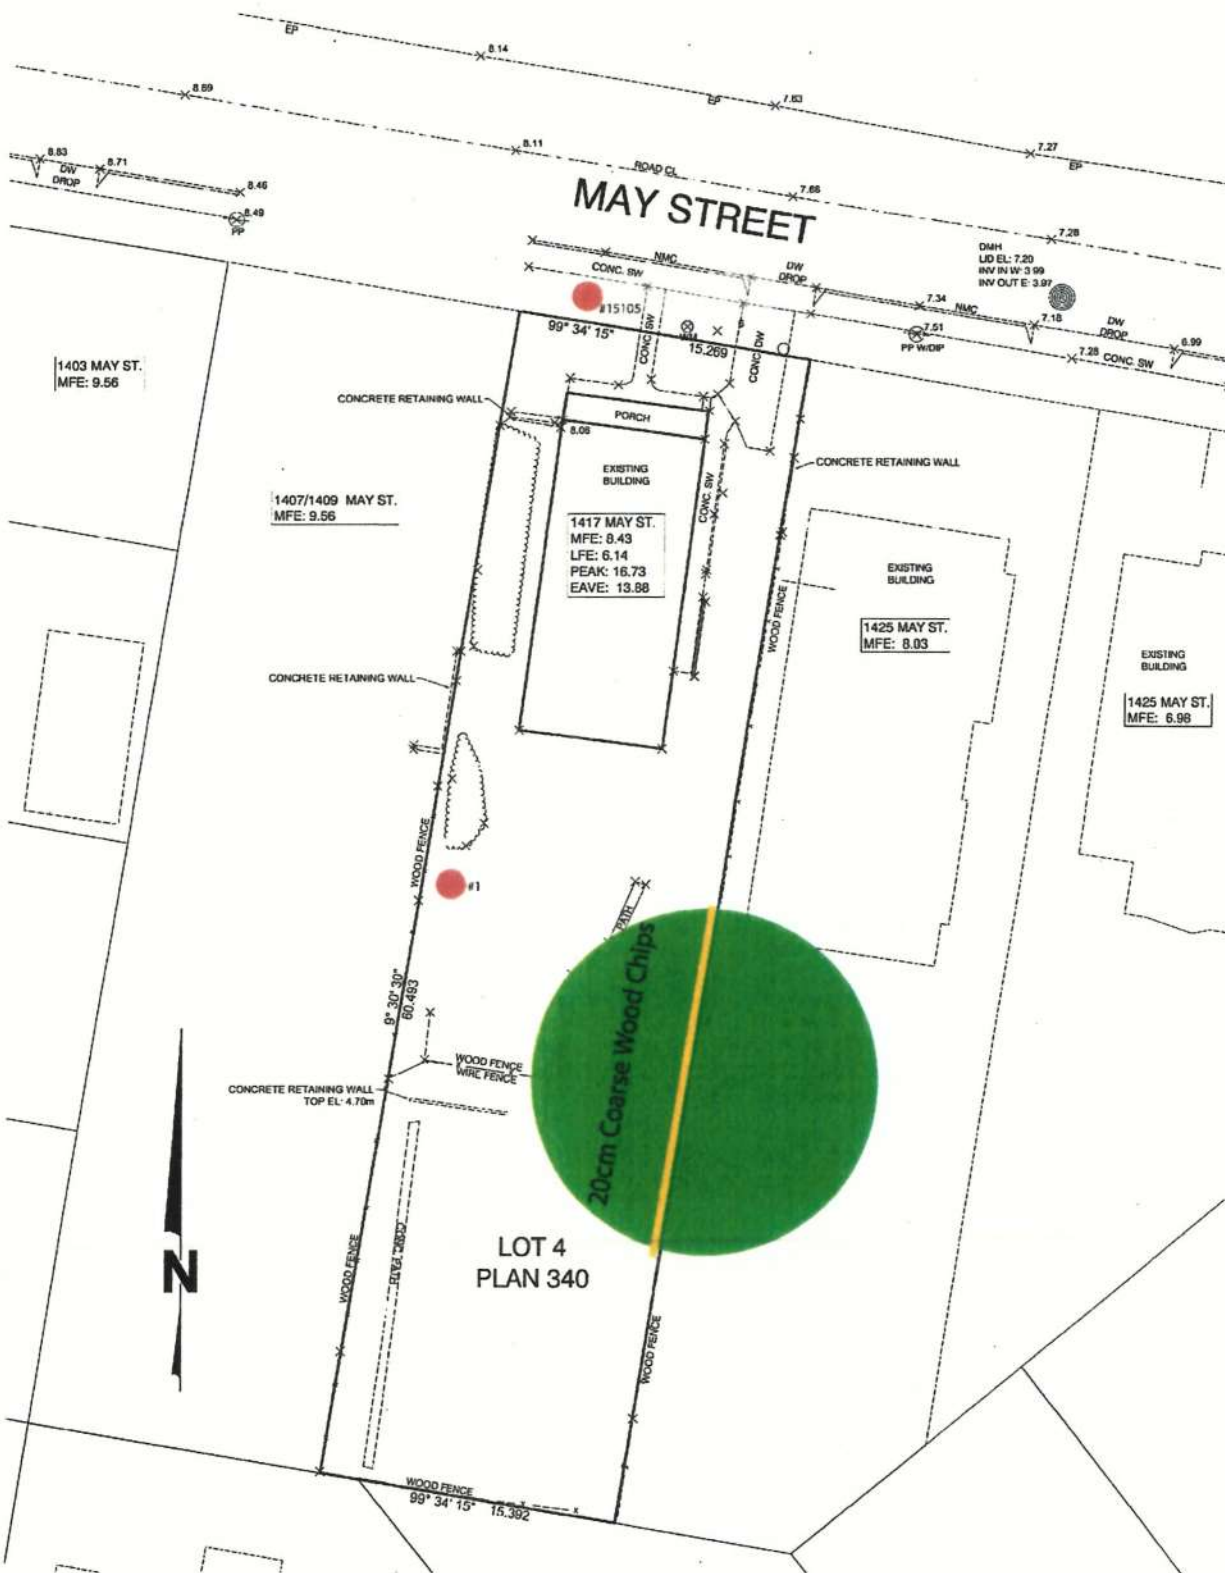 EP
8.14
8.89
EP
7.63
8.11
7.27
EP
ROAD CL
8.83
8.71
DW
DROP
8.46
7.66
MAY STREET
8.49
PP
7.28
NMC
DW
DROP
DMH
LID EL: 7.20
INV IN W: 3.99
INV OUT E: 3.97
CONC. SW
#15105
7.34
NMC
7.18
DW
DROP
99° 34' 15"
15.269
7.51
PP W/DIP
6.99
7.28
CONC. SW
CONC. SW
CONC. DW
1403 MAY ST.
MFE: 9.56
CONCRETE RETAINING WALL
PORCH
8.06
EXISTING
BUILDING
CONCRETE RETAINING WALL
CONC. SW
1407/1409 MAY ST.
MFE: 9.56
1417 MAY ST.
MFE: 8.43
LFE: 6.14
PEAK: 16.73
EAVE: 13.88
EXISTING
BUILDING
WOOD FENCE
1425 MAY ST.
MFE: 8.03
EXISTING
BUILDING
CONCRETE RETAINING WALL
1425 MAY ST.
MFE: 6.98
WOOD FENCE
#1
PATH
20cm Coarse Wood Chips
9° 30' 30"
60.493
WOOD FENCE
WIRE FENCE
CONCRETE RETAINING WALL
TOP EL: 4.70m
CONC. PATH
WOOD FENCE
N
LOT 4
PLAN 340
WOOD FENCE
WOOD FENCE
99° 34' 15"
15.392